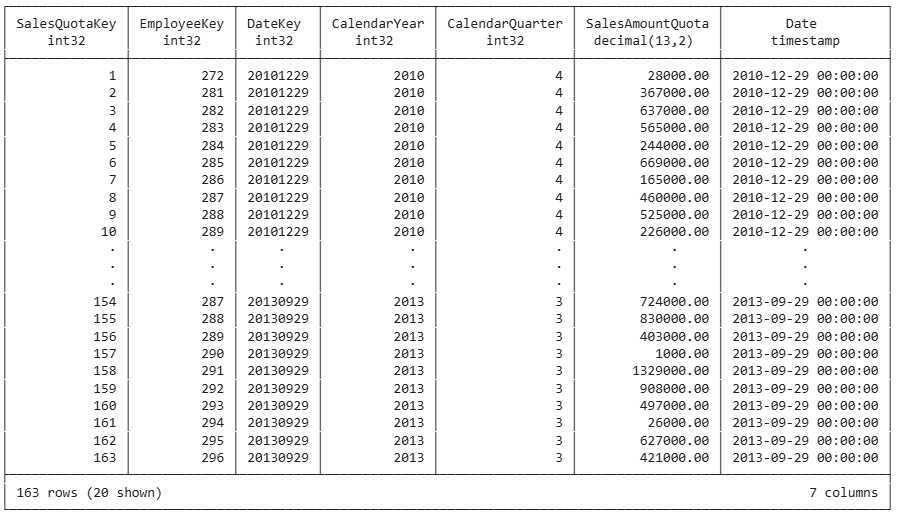 SalesQuotaKey EmployeeKey DateKey CalendarYear CalendarQuarter SalesAmountQuota Date
int32 int32 int32 int32 int32 decimal(13,2) timestamp
1 272 20101229 2010 4 28000.00 2010-12-29 00:00:00
2 281 20101229 2010 4 367000.00 2010-12-29 00:00:00
3 282 20101229 2010 4 637000.00 2010-12-29 00:00:00
4 283 20101229 2010 4 565000.00 2010-12-29 00:00:00
5 284 20101229 2010 4 244000.00 2010-12-29 00:00:00
6 285 20101229 2010 4 669000.00 2010-12-29 00:00:00
7 286 20101229 2010 4 165000.00 2010-12-29 00:00:00
8 287 20101229 2010 4 460000.00 2010-12-29 00:00:00
9 288 20101229 2010 4 525000.00 2010-12-29 00:00:00
10 289 20101229 2010 4 226000.00 2010-12-29 00:00:00
. . . . . . .
. . . . . . .
. . . . . . .
154 287 20130929 2013 3 724000.00 2013-09-29 00:00:00
155 288 20130929 2013 3 830000.00 2013-09-29 00:00:00
156 289 20130929 2013 3 403000.00 2013-09-29 00:00:00
157 290 20130929 2013 3 1000.00 2013-09-29 00:00:00
158 291 20130929 2013 3 1329000.00 2013-09-29 00:00:00
159 292 20130929 2013 3 908000.00 2013-09-29 00:00:00
160 293 20130929 2013 3 497000.00 2013-09-29 00:00:00
161 294 20130929 2013 3 26000.00 2013-09-29 00:00:00
162 295 20130929 2013 3 627000.00 2013-09-29 00:00:00
163 296 20130929 2013 3 421000.00 2013-09-29 00:00:00
163 rows (20 shown) 7 columns